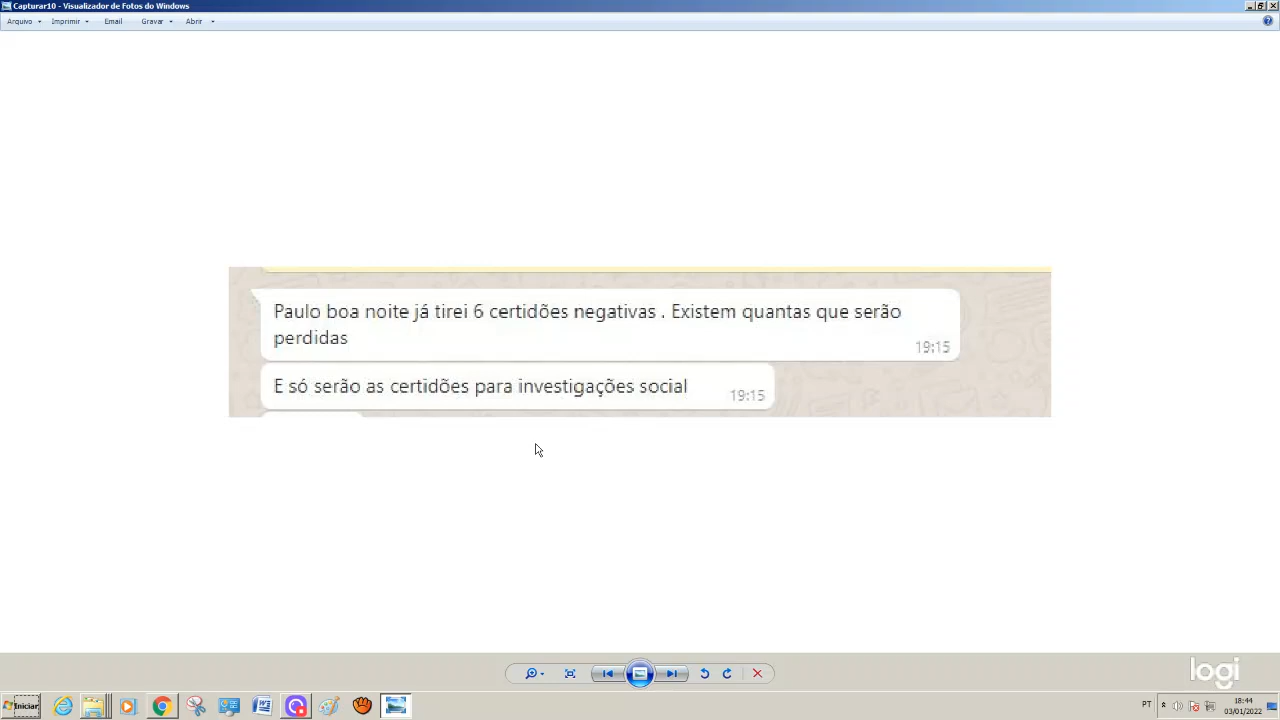 Capturar10 - Visualizador de Fotos do Windows
Arquivo Imprimir Email Gravar Abrir
Paulo boa noite já tirei 6 certidões negativas . Existem quantas que serão
perdidas
19:15
E só serão as certidões para investigações social
19:15
logi
Iniciar
PT
18:44
03/01/2022